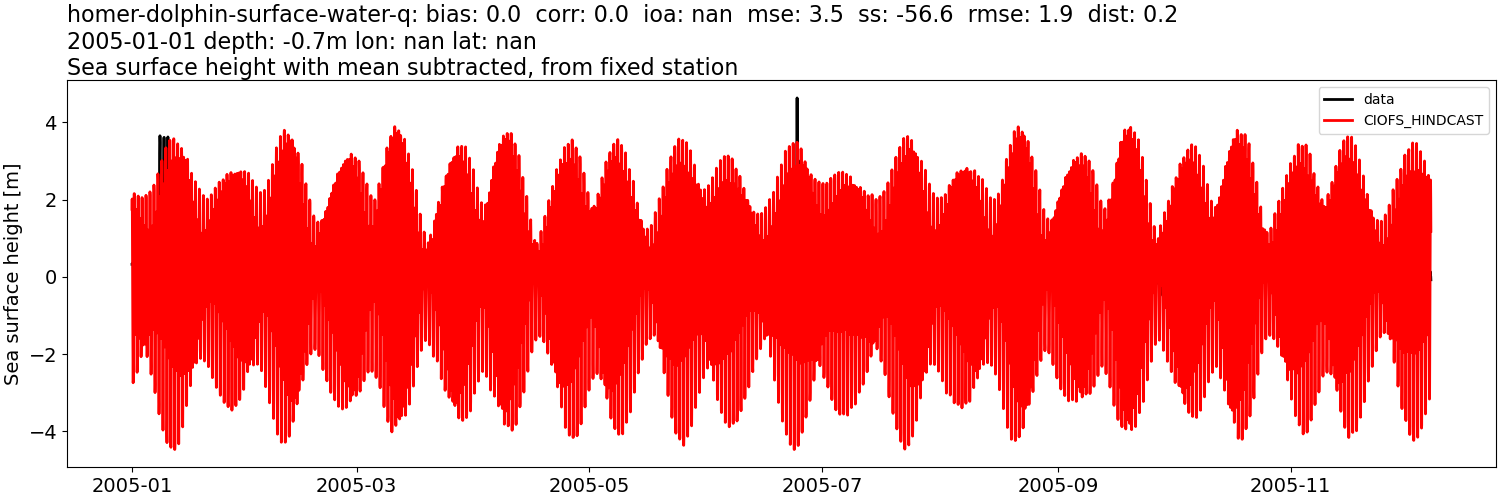 homer-dolphin-surface-water-q: bias: 0.0  corr: 0.0  ioa: nan  mse: 3.5  ss: -56.6  rmse: 1.9  dist: 0.2
2005-01-01 depth: -0.7m lon: nan lat: nan
Sea surface height with mean subtracted, from fixed station
data
CIOFS_HINDCAST
Sea surface height [m]
4
2
0
−2
−4
2005-01
2005-03
2005-05
2005-07
2005-09
2005-11